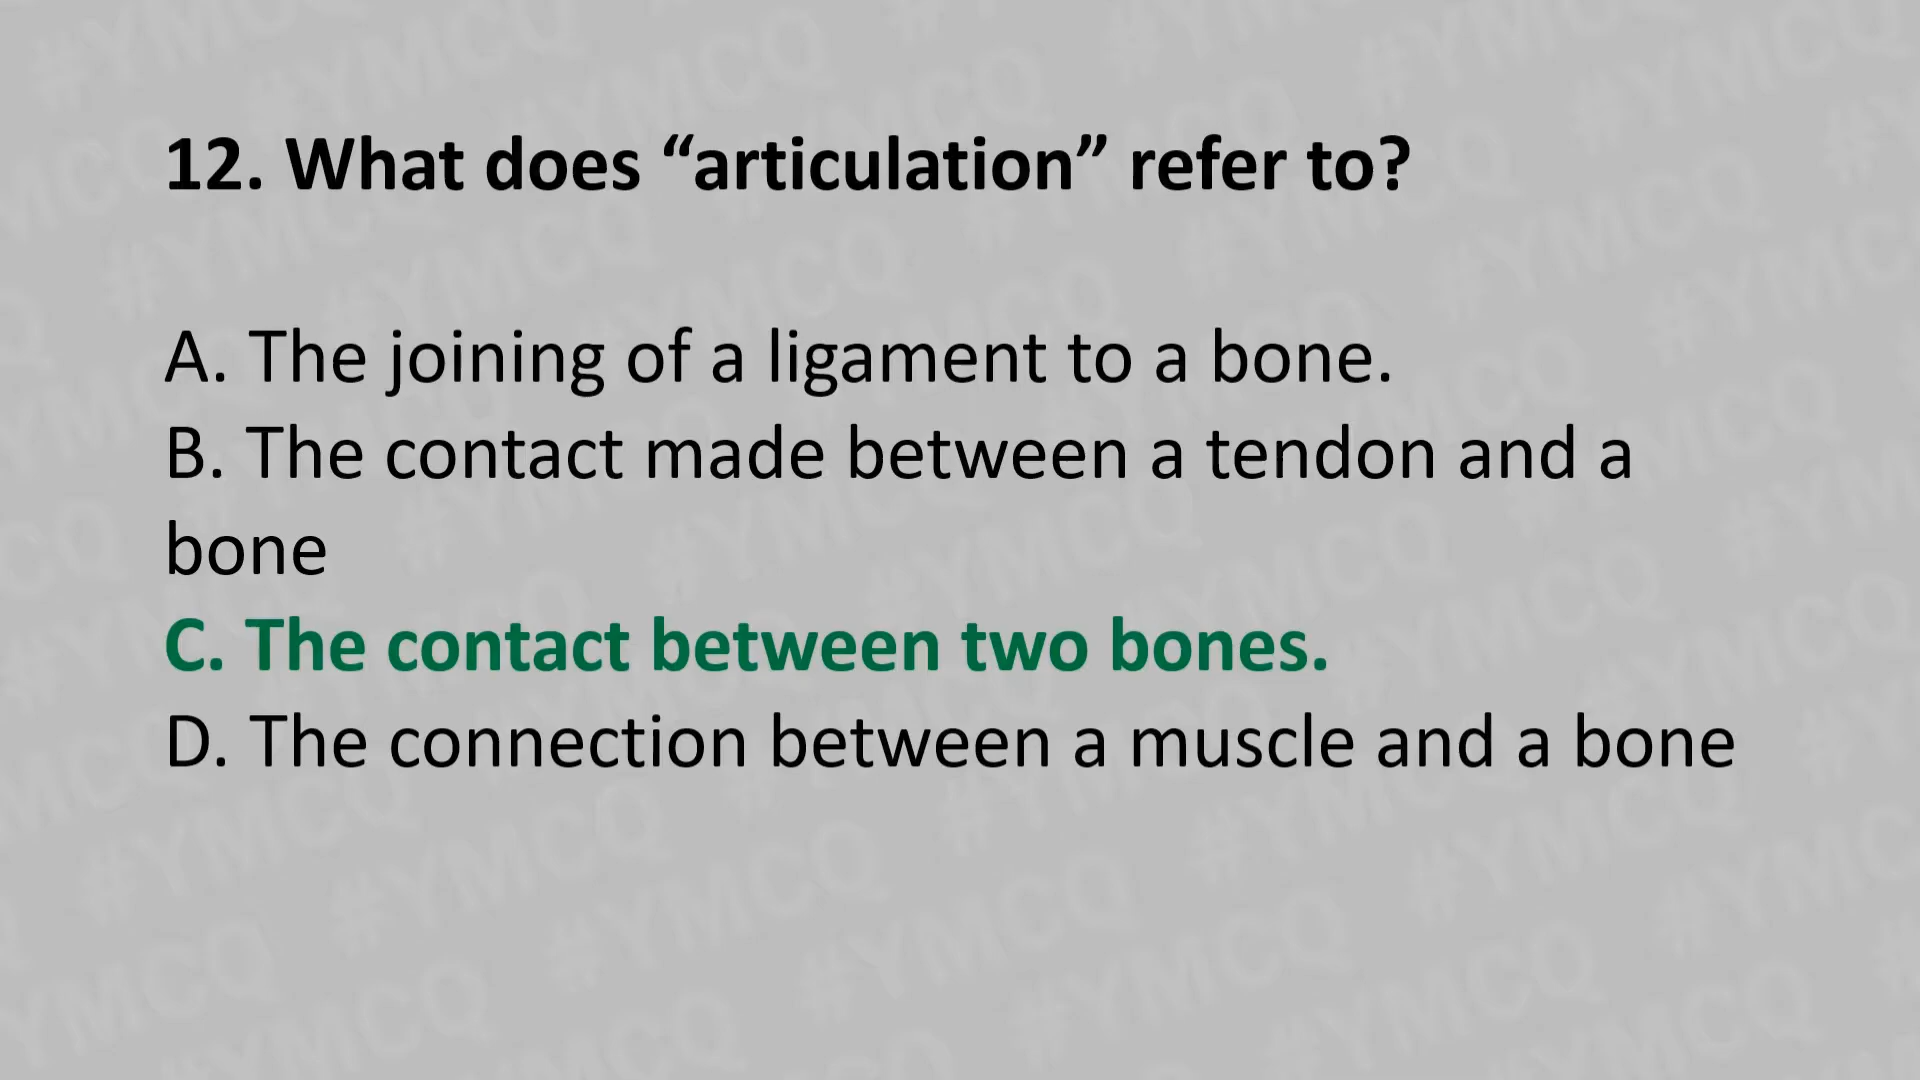 12. What does “articulation” refer to?
A. The joining of a ligament to a bone.
B. The contact made between a tendon and a
bone
C. The contact between two bones.
D. The connection between a muscle and a bone
#YMCQ